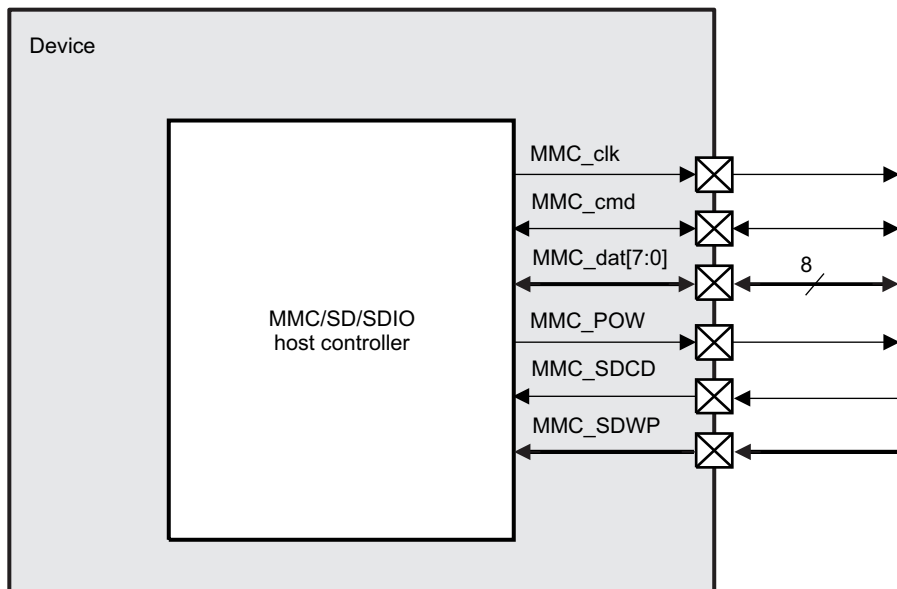 Device
MMC_clk
MMC_cmd
MMC_dat[7:0]
8
MMC/SD/SDIO
host controller
MMC_POW
MMC_SDCD
MMC_SDWP